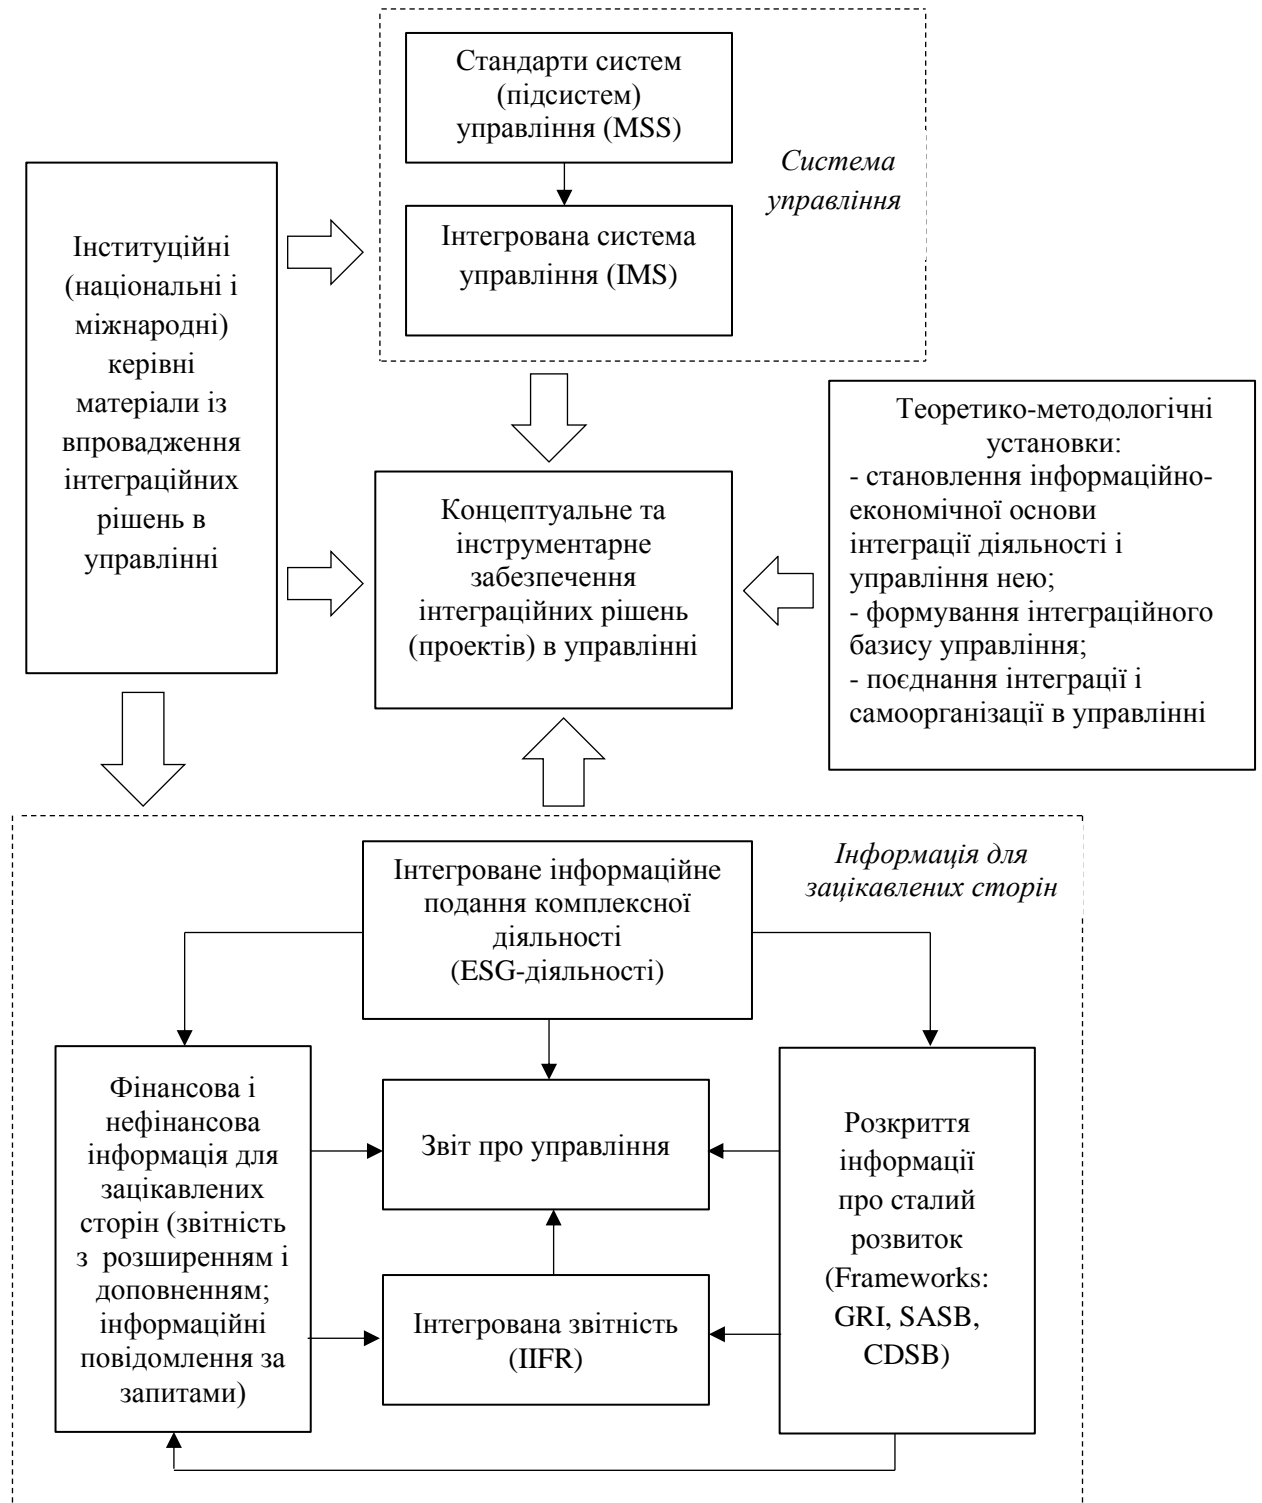 Стандарти систем
(підсистем)
управління (MSS)
Система
управління
Інтегрована система
управління (IMS)
Інституційні
(національні і
міжнародні)
керівні
матеріали із
впровадження
інтеграційних
рішень в
управлінні
Концептуальне та
інструментарне
забезпечення
інтеграційних рішень
(проектів) в управлінні
Теоретико-методологічні
установки:
- становлення інформаційно-
економічної основи
інтеграції діяльності і
управління нею;
- формування інтеграційного
базису управління;
- поєднання інтеграції і
самоорганізації в управлінні
Інформація для
зацікавлених сторін
Інтегроване інформаційне
подання комплексної
діяльності
(ESG-діяльності)
Фінансова і
нефінансова
інформація для
зацікавлених
сторін (звітність
з розширенням і
доповненням;
інформаційні
повідомлення за
запитами)
Звіт про управління
Інтегрована звітність
(IIFR)
Розкриття
інформації
про сталий
розвиток
(Frameworks:
GRI, SASB,
CDSB)